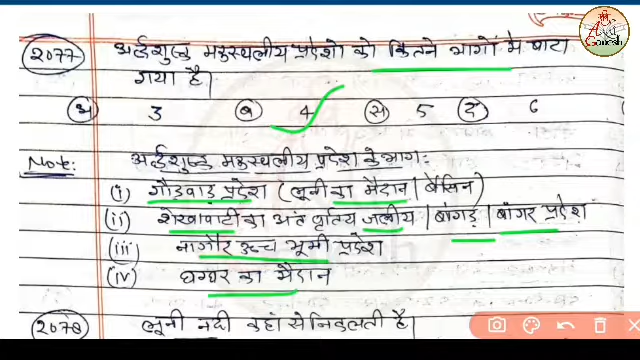 2077 अर्द्धशुष्क मरुस्थलीय प्रदेशो को कितने भागों मे बाटा
गया है।
अ 3 ब 4 स 5 द 6
Note: अर्द्धशुष्क मरुस्थलीय प्रदेश के भाग:
(i) गौड़वाड़ प्रदेश (लूनी का मैदान / बेसिन)
(ii) शेखावाटी का अंत वृतिय जलीय / बांगड़ / बांगर प्रदेश
(iii) नागौर उच्च भूमी प्रदेश
(iv) घग्घर का मैदान
2078 लूनी नदी कहाँ से निकलती है।